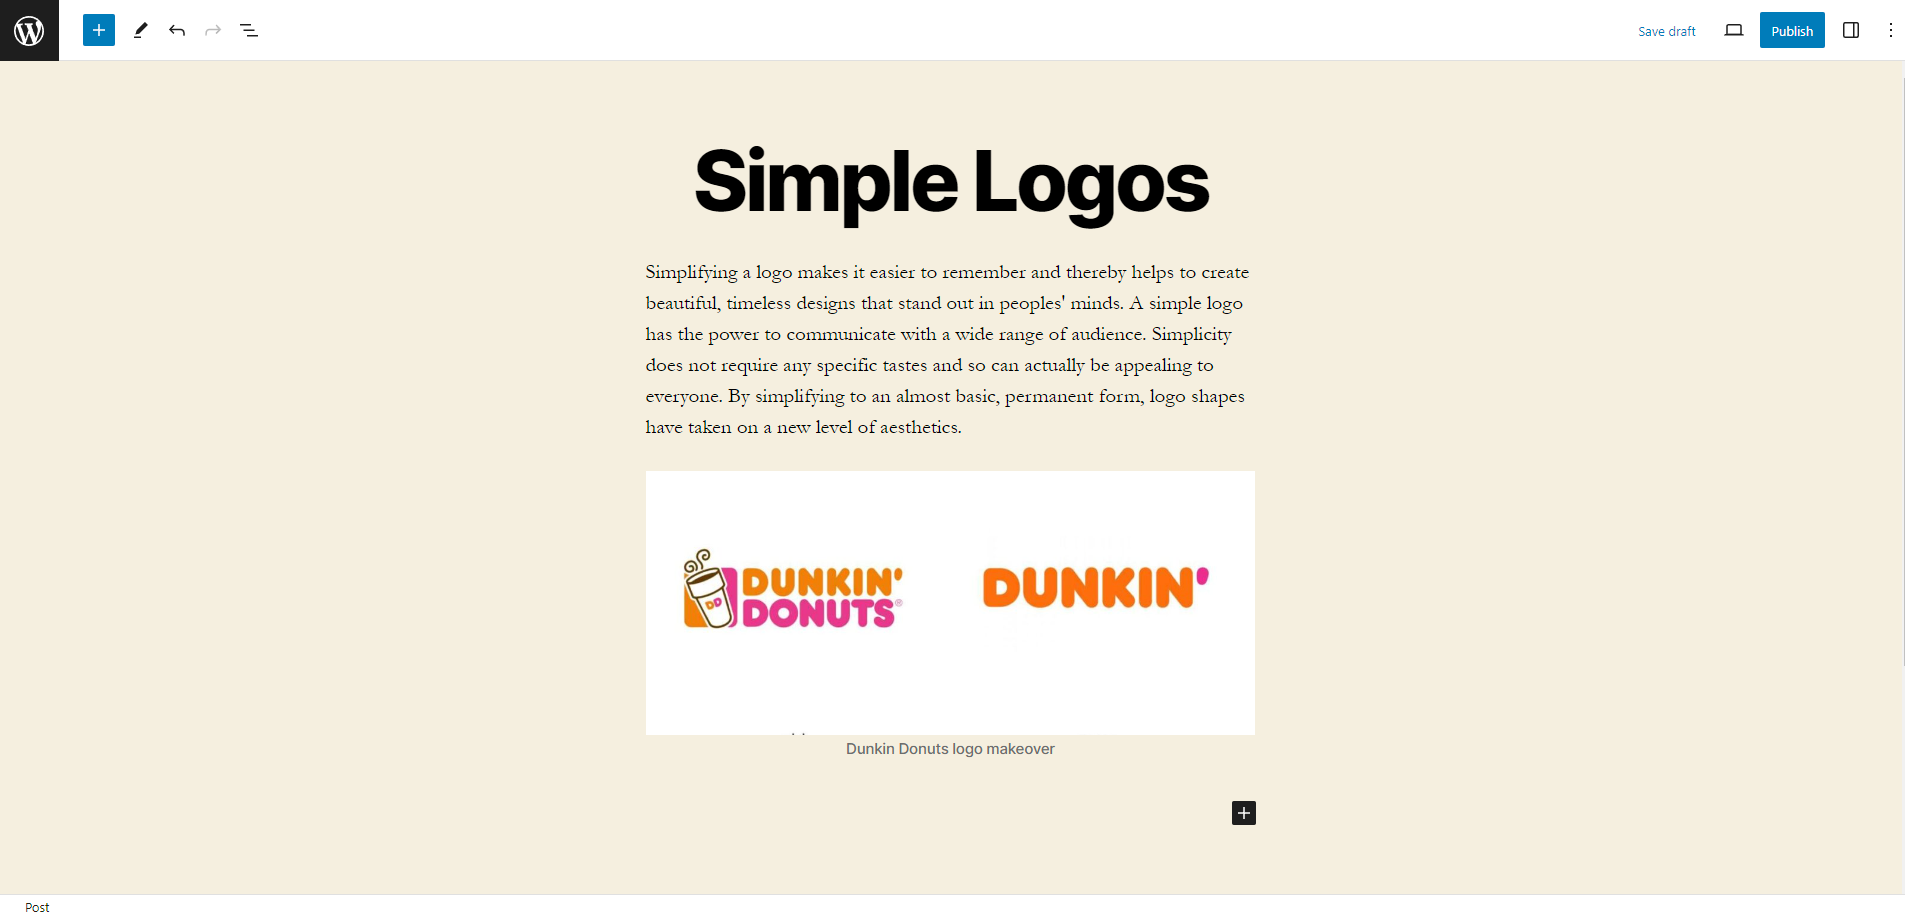 Save draft
Publish
Simple Logos
Simplifying a logo makes it easier to remember and thereby helps to create
beautiful, timeless designs that stand out in peoples' minds. A simple logo
has the power to communicate with a wide range of audience. Simplicity
does not require any specific tastes and so can actually be appealing to
everyone. By simplifying to an almost basic, permanent form, logo shapes
have taken on a new level of aesthetics.
DD
DUNKIN'
DONUTS®
DUNKIN'
Dunkin Donuts logo makeover
Post